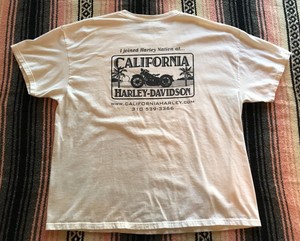 I joined Harley Nation at...
CALIFORNIA
HARLEY-DAVIDSON
WWW.CALIFORNIAHARLEY.COM
310 539-3366